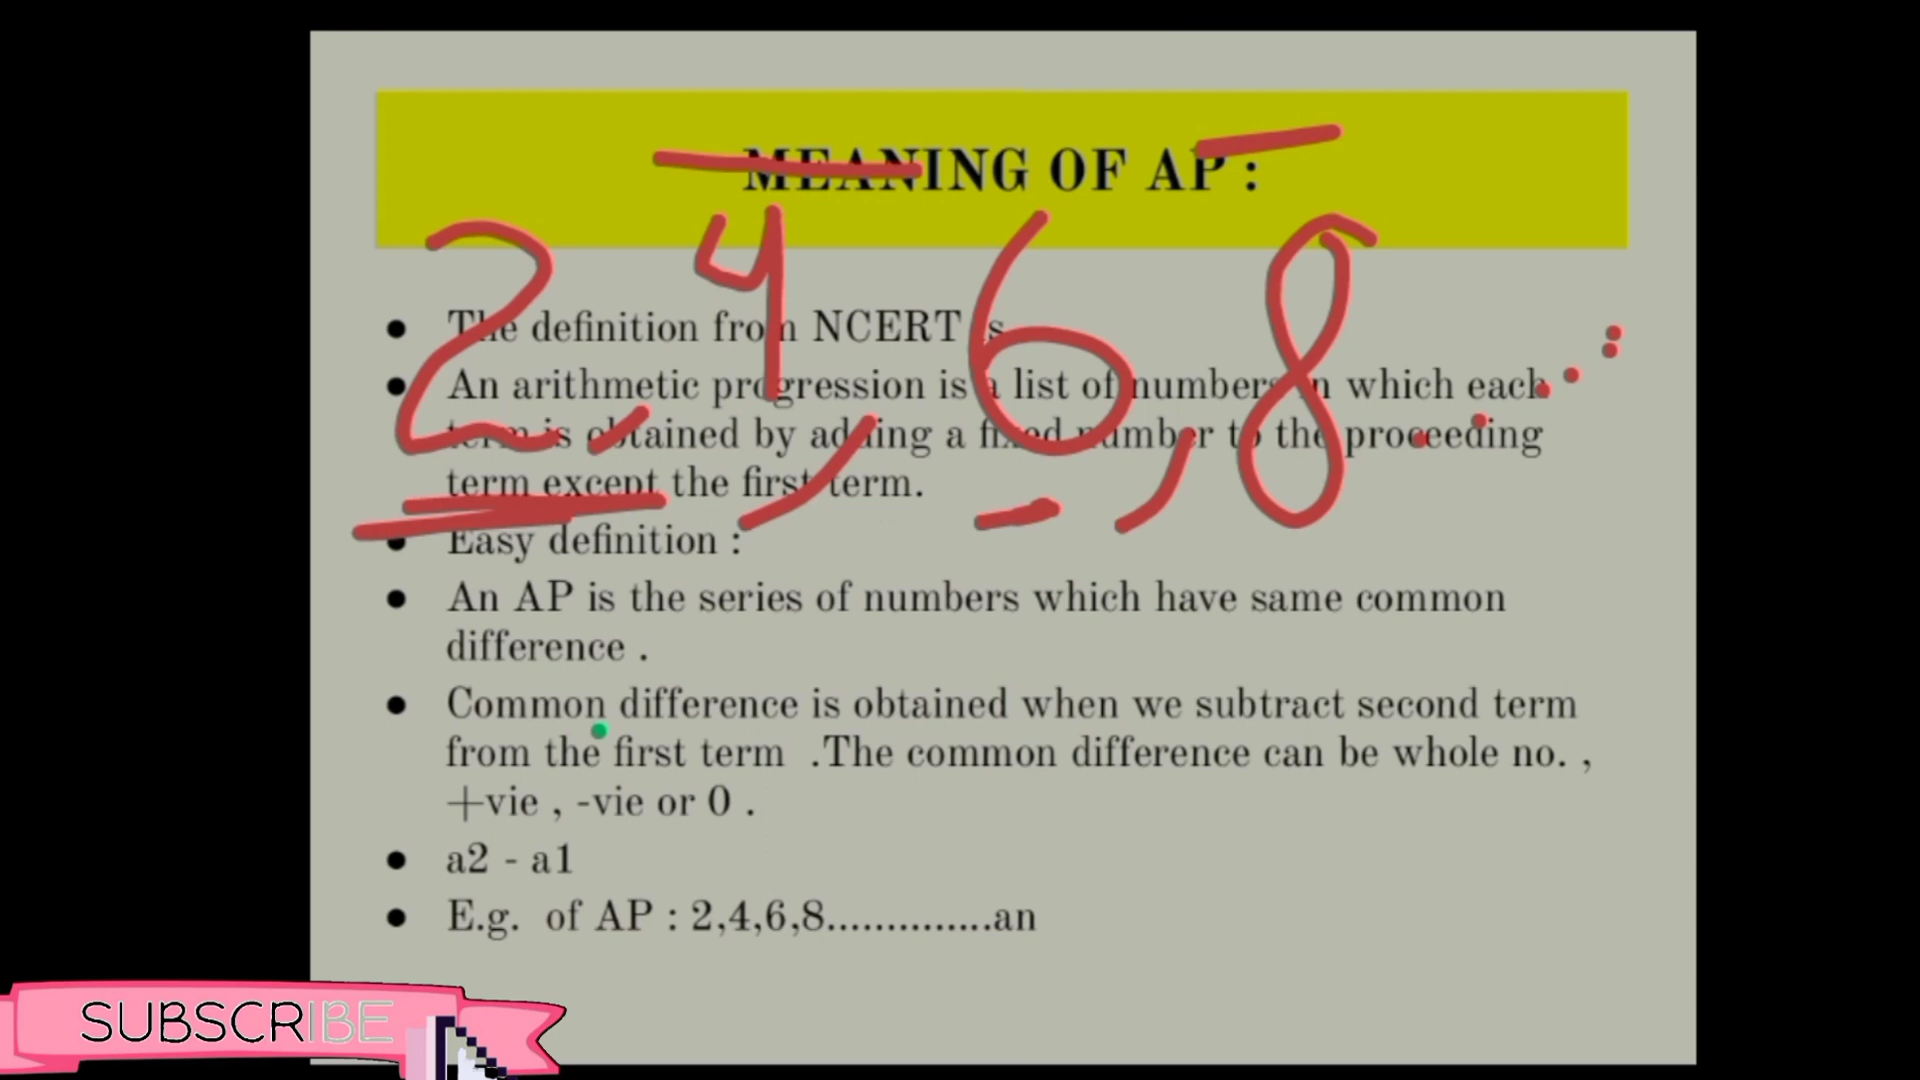 MEANING OF AP :
2, 4, 6, 8......
The definition from NCERT is
An arithmetic progression is a list of numbers in which each
term is obtained by adding a fixed number to the proceeding
term except the first term.
Easy definition :
An AP is the series of numbers which have same common
difference .
Common difference is obtained when we subtract second term
from the first term .The common difference can be whole no. ,
+vie , -vie or 0 .
a2 - a1
E.g. of AP : 2,4,6,8..............an
SUBSCRIBE